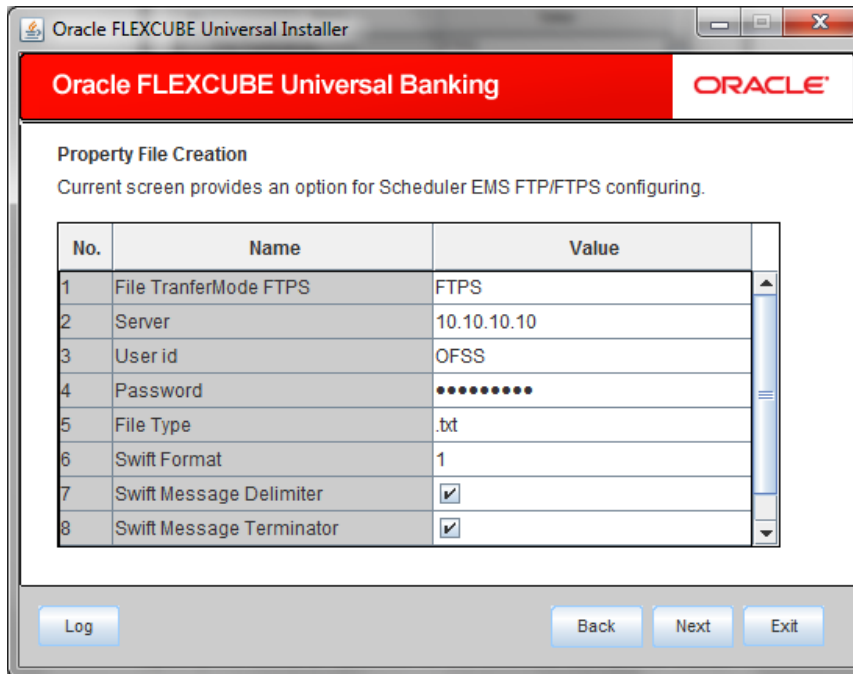 Oracle FLEXCUBE Universal Installer
Oracle FLEXCUBE Universal Banking
ORACLE
Property File Creation
Current screen provides an option for Scheduler EMS FTP/FTPS configuring.
No. Name Value
1 File TranferMode FTPS FTPS
2 Server 10.10.10.10
3 User id OFSS
4 Password •••••••••
5 File Type .txt
6 Swift Format 1
7 Swift Message Delimiter
8 Swift Message Terminator
Log Back Next Exit